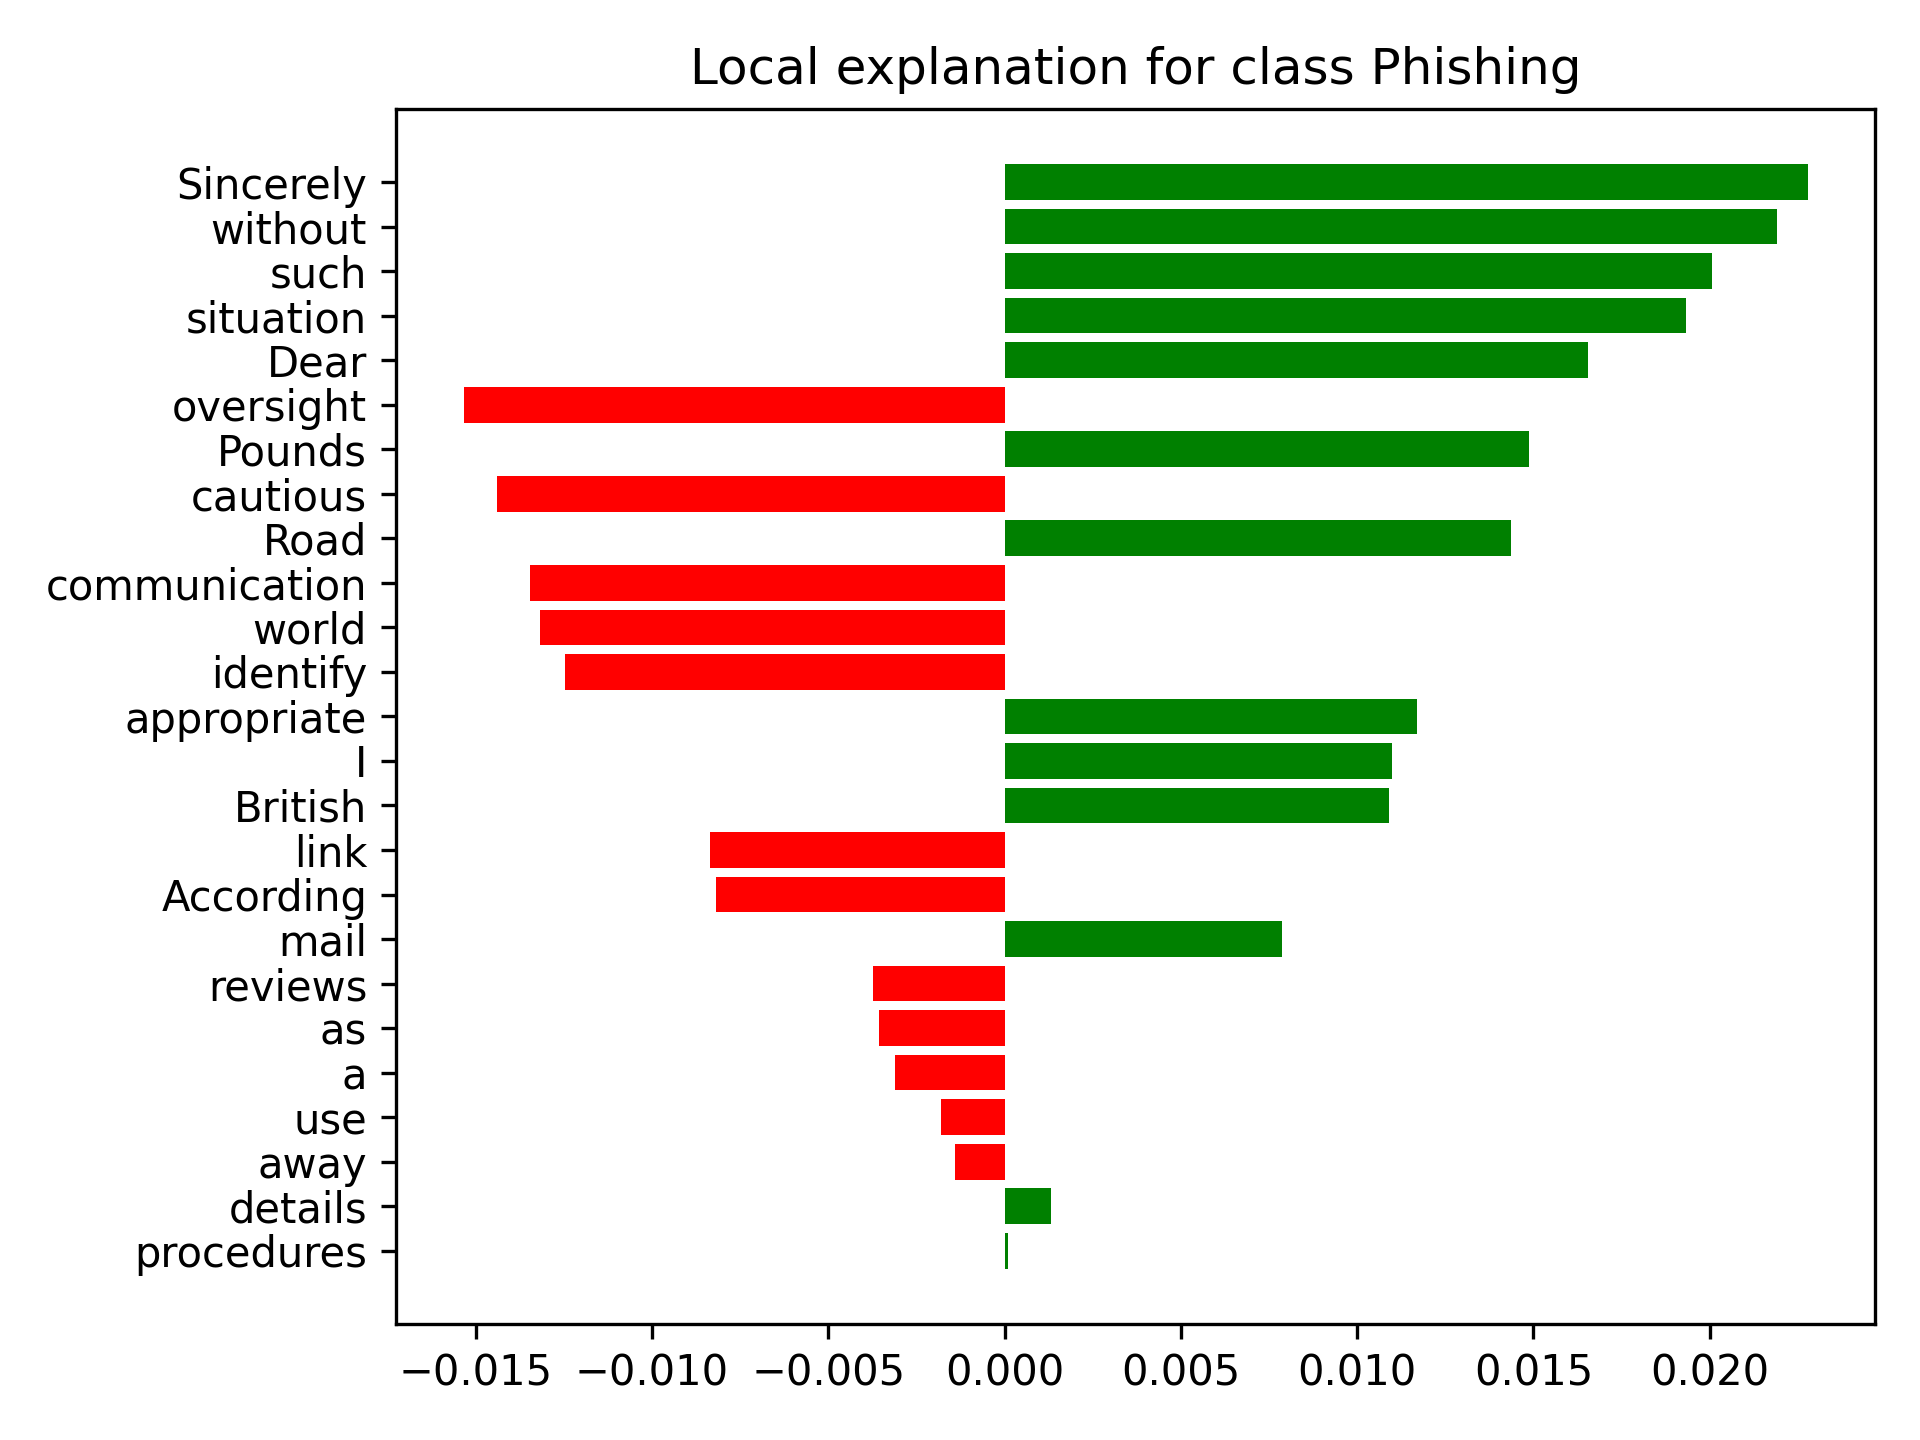 Local explanation for class Phishing
Sincerely
without
such
situation
Dear
oversight
Pounds
cautious
Road
communication
world
identify
appropriate
I
British
link
According
mail
reviews
as
a
use
away
details
procedures
−0.015 −0.010 −0.005 0.000 0.005 0.010 0.015 0.020